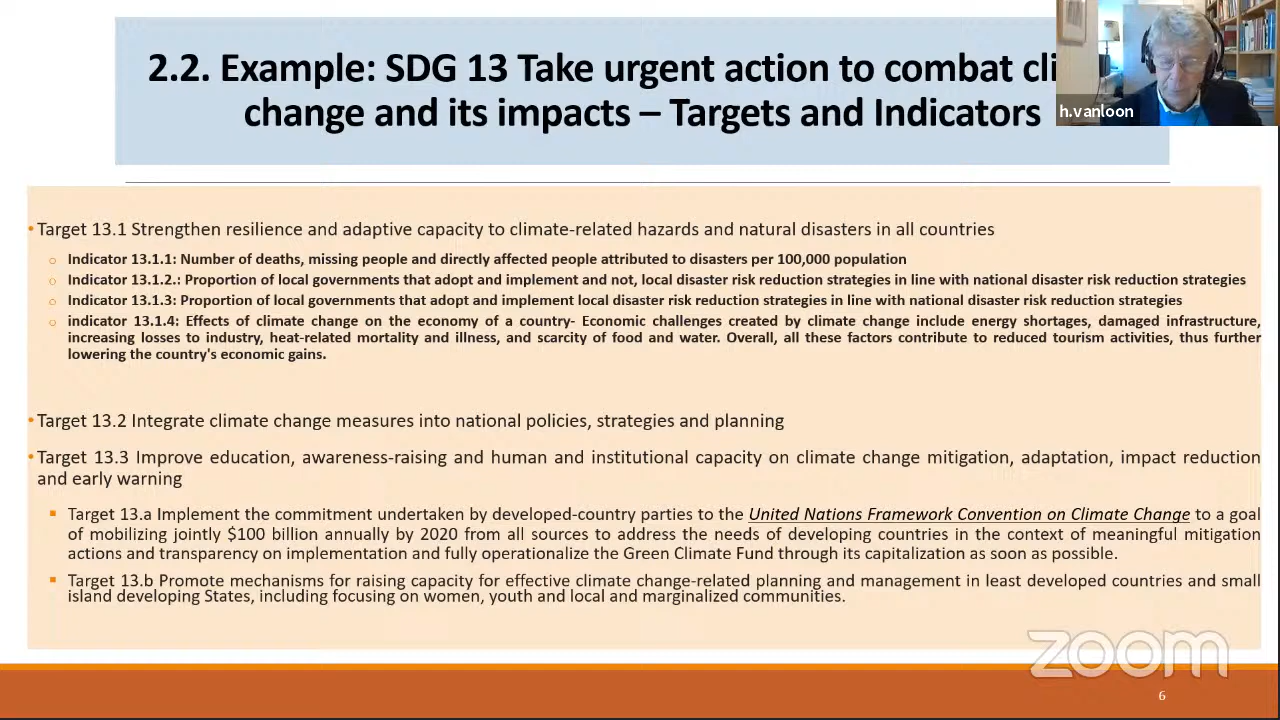 2.2. Example: SDG 13 Take urgent action to combat cli
change and its impacts – Targets and Indicators
h.vanloon
• Target 13.1 Strengthen resilience and adaptive capacity to climate-related hazards and natural disasters in all countries
o Indicator 13.1.1: Number of deaths, missing people and directly affected people attributed to disasters per 100,000 population
o Indicator 13.1.2.: Proportion of local governments that adopt and implement and not, local disaster risk reduction strategies in line with national disaster risk reduction strategies
o Indicator 13.1.3: Proportion of local governments that adopt and implement local disaster risk reduction strategies in line with national disaster risk reduction strategies
o indicator 13.1.4: Effects of climate change on the economy of a country- Economic challenges created by climate change include energy shortages, damaged infrastructure,
increasing losses to industry, heat-related mortality and illness, and scarcity of food and water. Overall, all these factors contribute to reduced tourism activities, thus further
lowering the country's economic gains.
• Target 13.2 Integrate climate change measures into national policies, strategies and planning
• Target 13.3 Improve education, awareness-raising and human and institutional capacity on climate change mitigation, adaptation, impact reduction
and early warning
▪ Target 13.a Implement the commitment undertaken by developed-country parties to the United Nations Framework Convention on Climate Change to a goal
of mobilizing jointly $100 billion annually by 2020 from all sources to address the needs of developing countries in the context of meaningful mitigation
actions and transparency on implementation and fully operationalize the Green Climate Fund through its capitalization as soon as possible.
▪ Target 13.b Promote mechanisms for raising capacity for effective climate change-related planning and management in least developed countries and small
island developing States, including focusing on women, youth and local and marginalized communities.
zoom
6